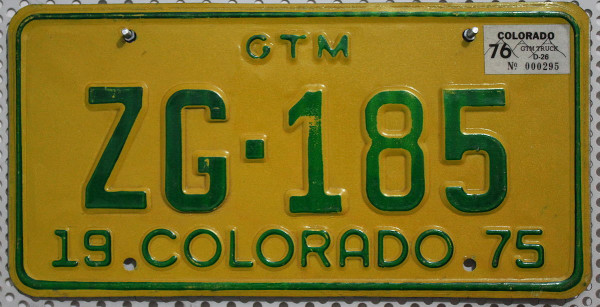 GTM
COLORADO
76 GTM TRUCK
D-26
Nº 000295
ZG·185
19 COLORADO 75